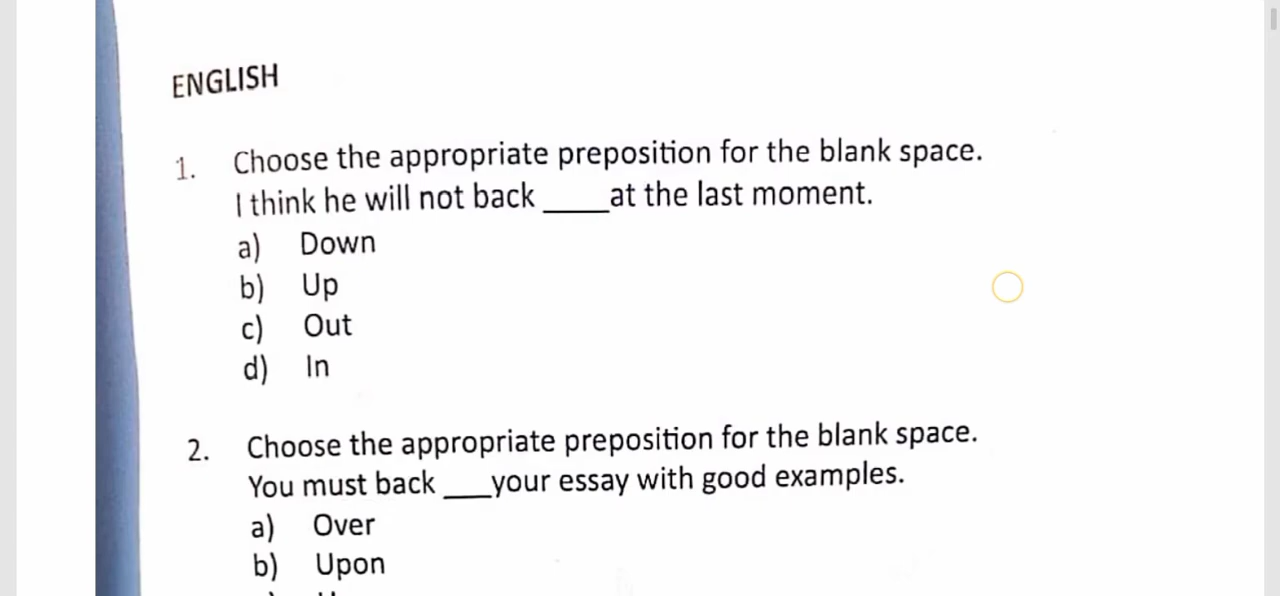 ENGLISH
1. Choose the appropriate preposition for the blank space.
I think he will not back ____at the last moment.
a) Down
b) Up
c) Out
d) In
2. Choose the appropriate preposition for the blank space.
You must back ___your essay with good examples.
a) Over
b) Upon